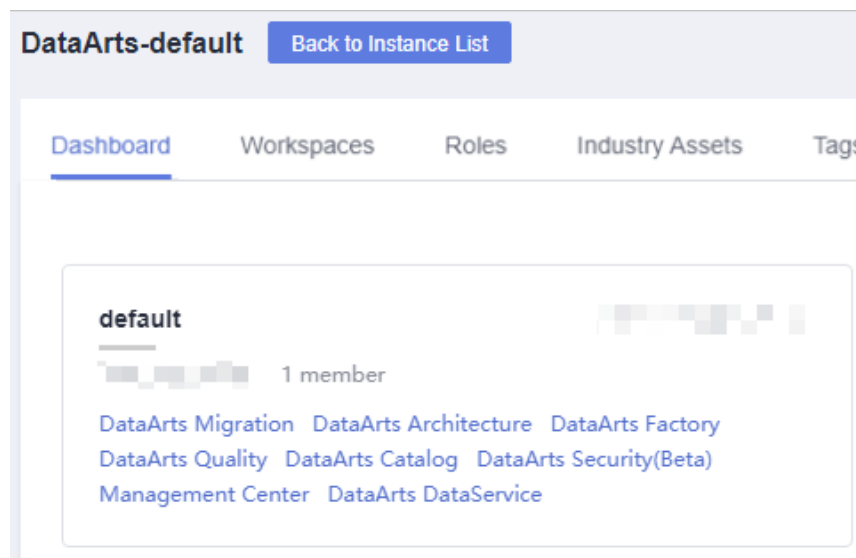 DataArts-default Back to Instance List
Dashboard Workspaces Roles Industry Assets Tags
default
1 member
DataArts Migration DataArts Architecture DataArts Factory
DataArts Quality DataArts Catalog DataArts Security(Beta)
Management Center DataArts DataService